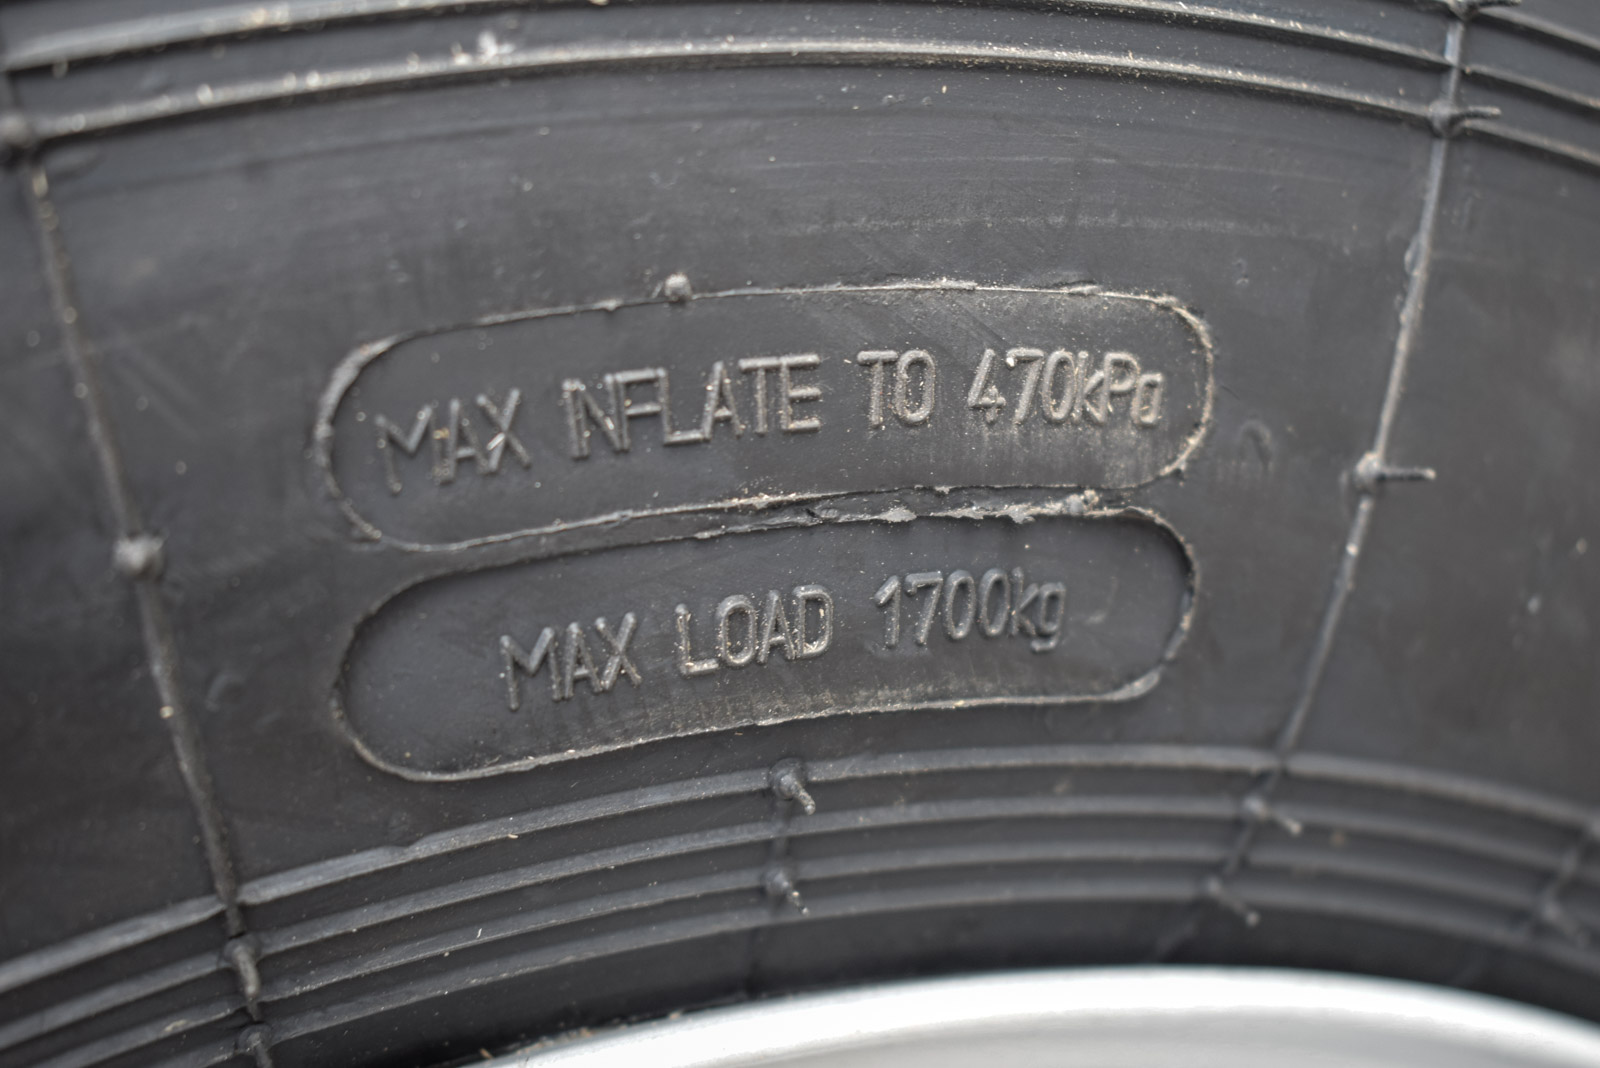 MAX INFLATE TO 470kPa
MAX LOAD 1700kg